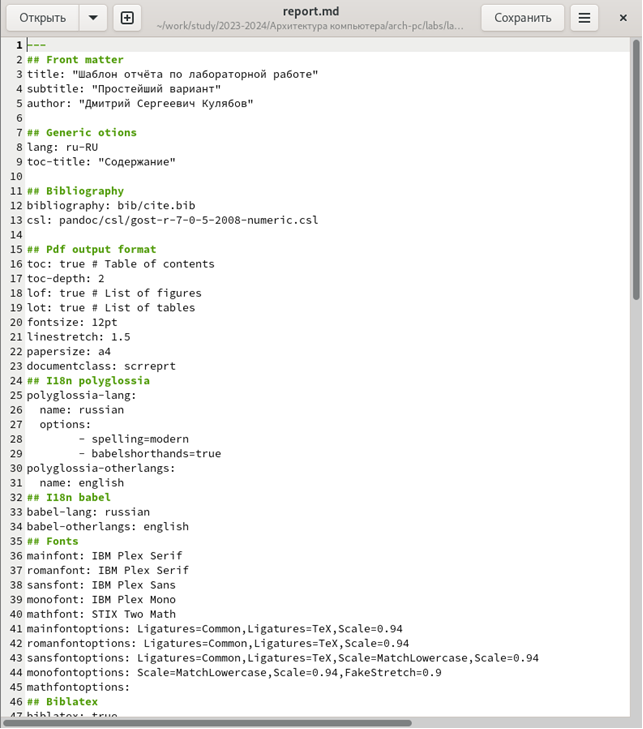 Открыть
report.md
~/work/study/2023-2024/Архитектура компьютера/arch-pc/labs/la…
Сохранить
1 ---
2 ## Front matter
3 title: "Шаблон отчёта по лабораторной работе"
4 subtitle: "Простейший вариант"
5 author: "Дмитрий Сергеевич Кулябов"
6
7 ## Generic otions
8 lang: ru-RU
9 toc-title: "Содержание"
10
11 ## Bibliography
12 bibliography: bib/cite.bib
13 csl: pandoc/csl/gost-r-7-0-5-2008-numeric.csl
14
15 ## Pdf output format
16 toc: true # Table of contents
17 toc-depth: 2
18 lof: true # List of figures
19 lot: true # List of tables
20 fontsize: 12pt
21 linestretch: 1.5
22 papersize: a4
23 documentclass: scrreprt
24 ## I18n polyglossia
25 polyglossia-lang:
26   name: russian
27   options:
28         - spelling=modern
29         - babelshorthands=true
30 polyglossia-otherlangs:
31   name: english
32 ## I18n babel
33 babel-lang: russian
34 babel-otherlangs: english
35 ## Fonts
36 mainfont: IBM Plex Serif
37 romanfont: IBM Plex Serif
38 sansfont: IBM Plex Sans
39 monofont: IBM Plex Mono
40 mathfont: STIX Two Math
41 mainfontoptions: Ligatures=Common,Ligatures=TeX,Scale=0.94
42 romanfontoptions: Ligatures=Common,Ligatures=TeX,Scale=0.94
43 sansfontoptions: Ligatures=Common,Ligatures=TeX,Scale=MatchLowercase,Scale=0.94
44 monofontoptions: Scale=MatchLowercase,Scale=0.94,FakeStretch=0.9
45 mathfontoptions:
46 ## Biblatex
47 biblatex: true